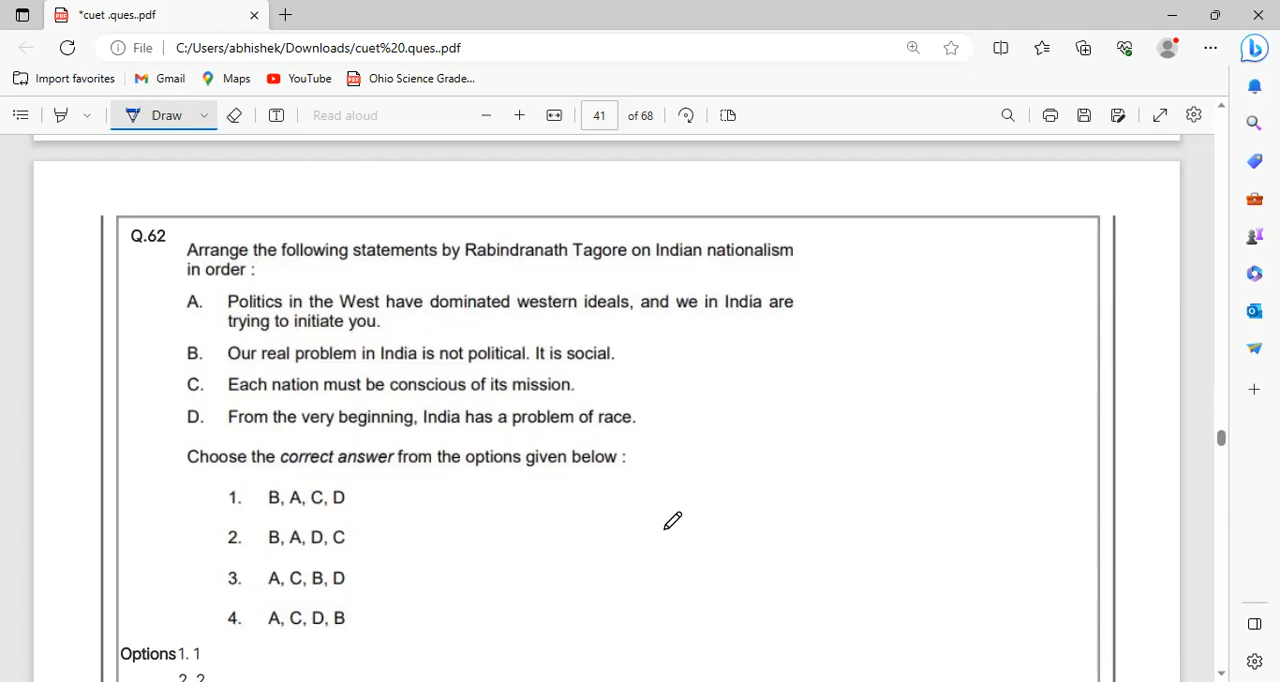 *cuet .ques..pdf
File
C:/Users/abhishek/Downloads/cuet%20.ques..pdf
Import favorites
Gmail
Maps
YouTube
Ohio Science Grade...
Draw
Read aloud
41
of 68
Q.62
Arrange the following statements by Rabindranath Tagore on Indian nationalism
in order :
A. Politics in the West have dominated western ideals, and we in India are
trying to initiate you.
B. Our real problem in India is not political. It is social.
C. Each nation must be conscious of its mission.
D. From the very beginning, India has a problem of race.
Choose the correct answer from the options given below :
1. B, A, C, D
2. B, A, D, C
3. A, C, B, D
4. A, C, D, B
Options 1. 1
2. 2